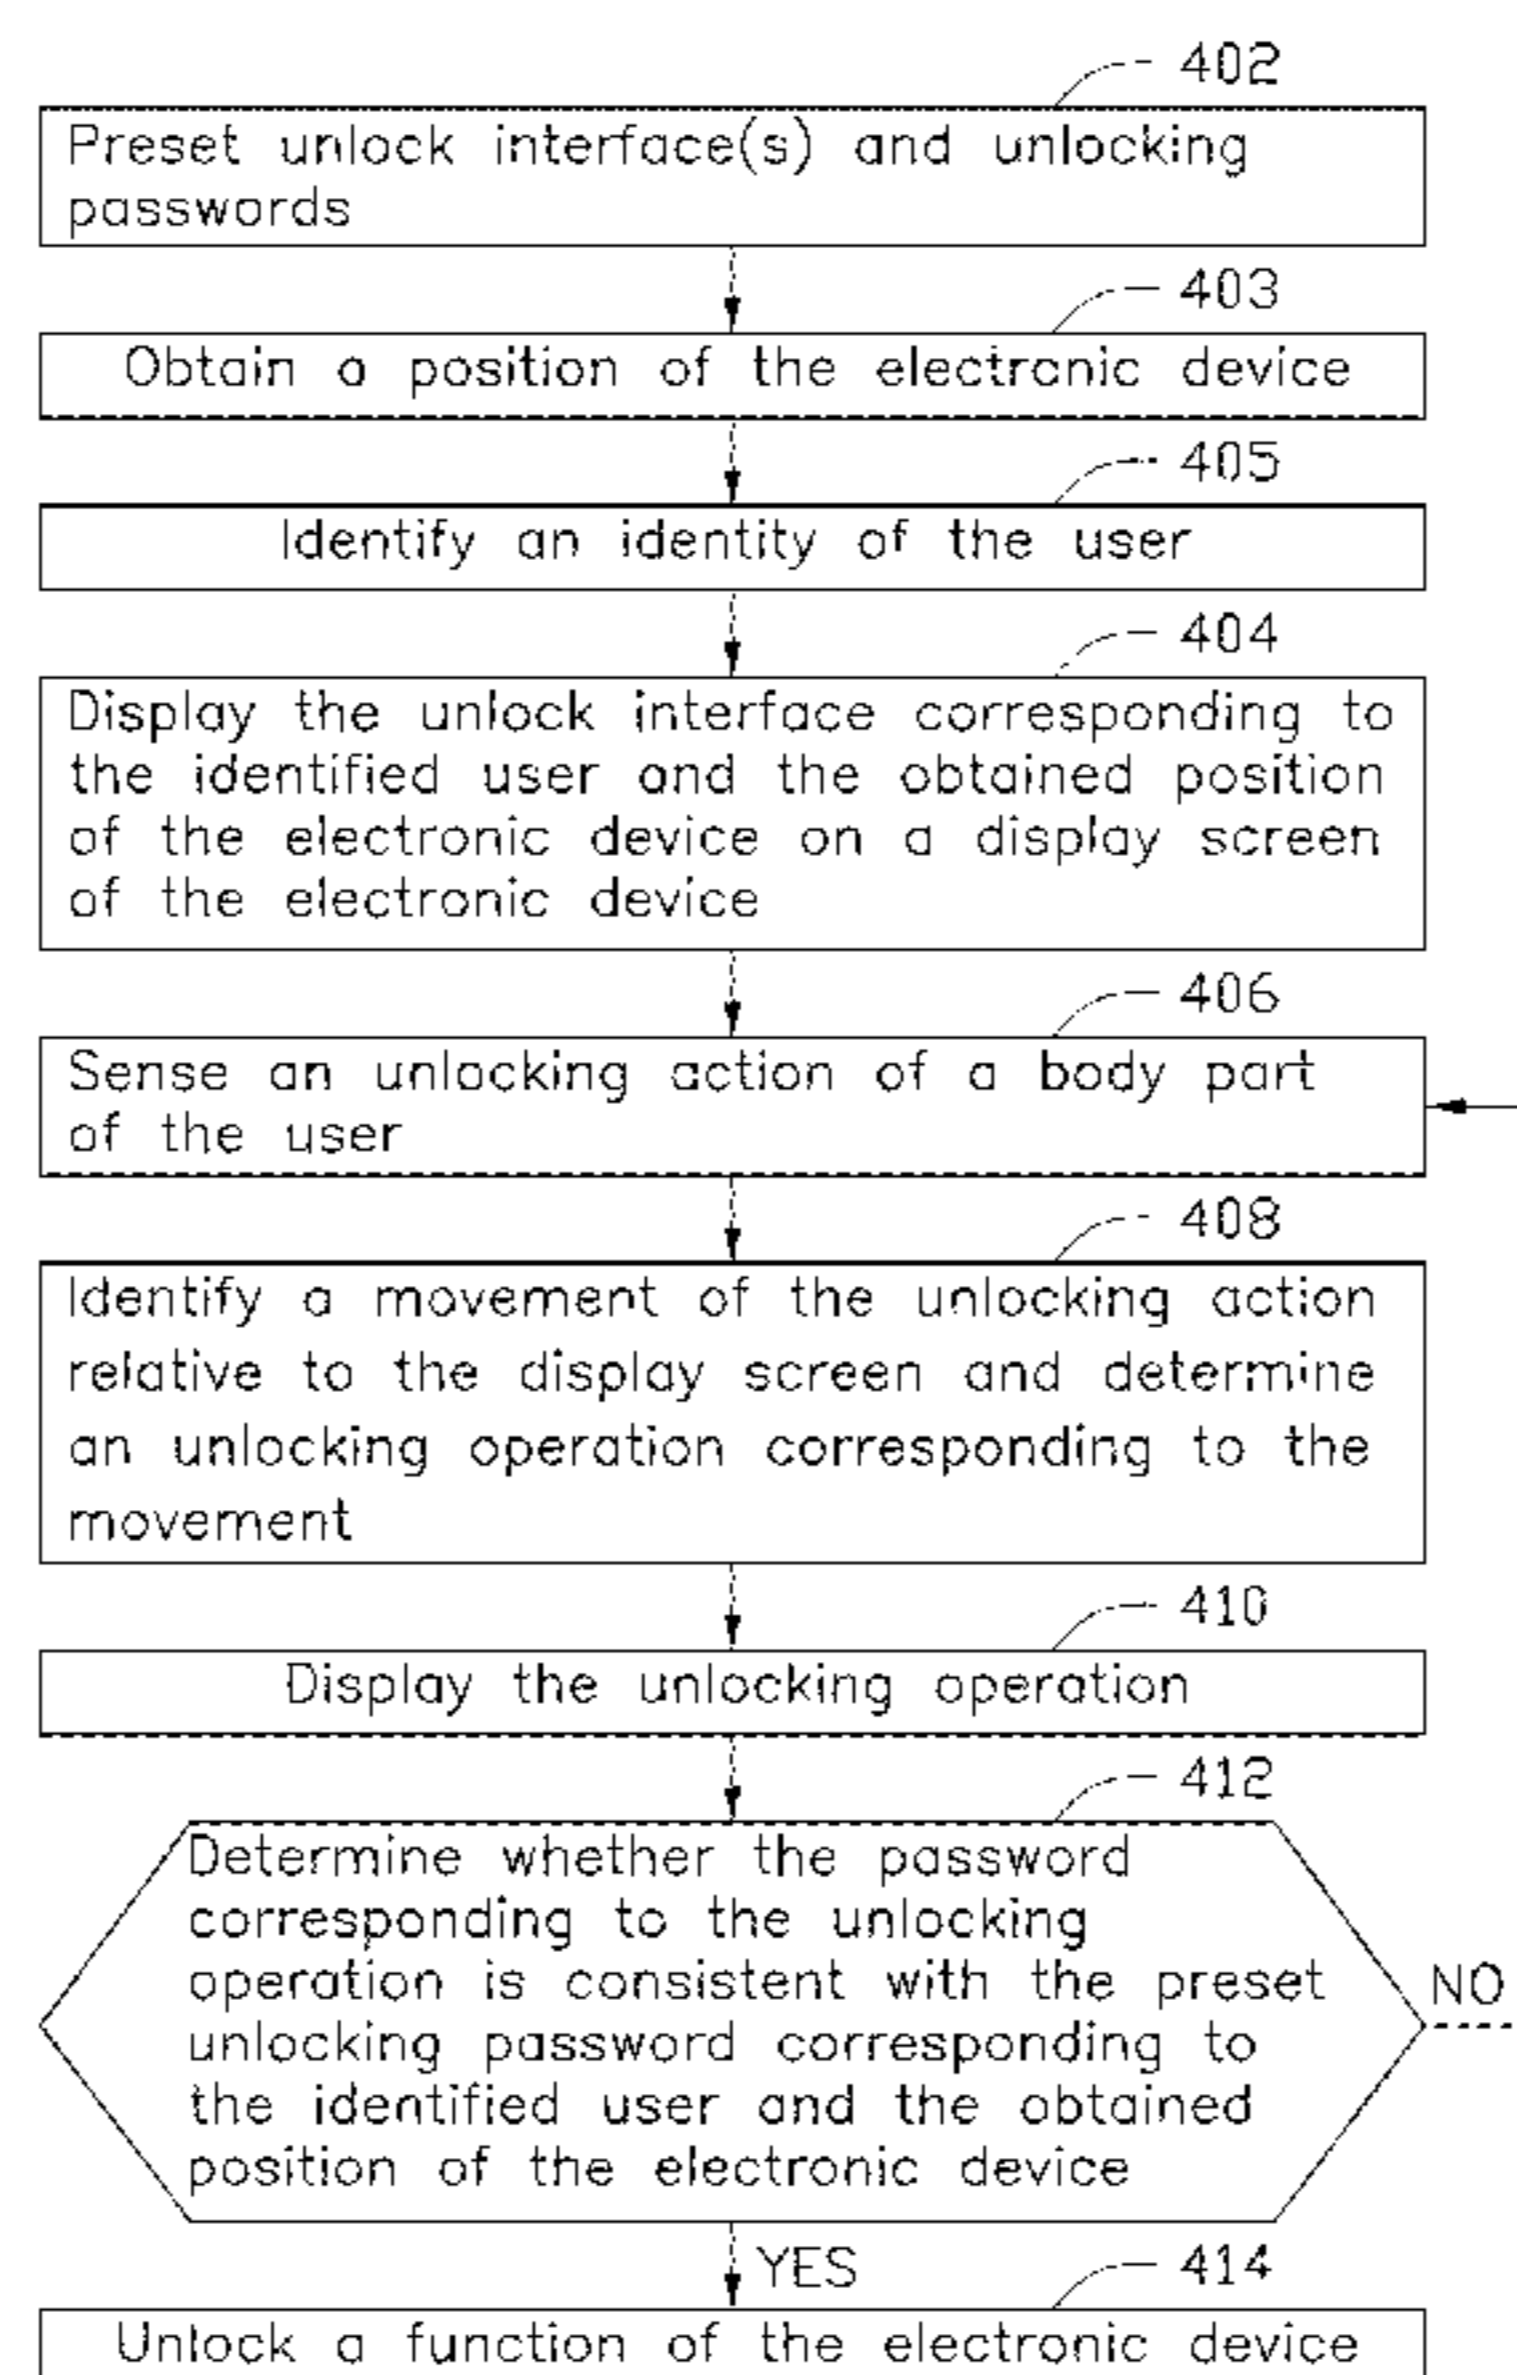 402
Preset unlock interface(s) and unlocking
passwords
403
Obtain a position of the electronic device
405
Identify an identity of the user
404
Display the unlock interface corresponding to
the identified user and the obtained position
of the electronic device on a display screen
of the electronic device
406
Sense an unlocking action of a body part
of the user
408
Identify a movement of the unlocking action
relative to the display screen and determine
an unlocking operation corresponding to the
movement
410
Display the unlocking operation
412
Determine whether the password
corresponding to the unlocking
operation is consistent with the preset
unlocking password corresponding to
the identified user and the obtained
position of the electronic device
NO
YES
414
Unlock a function of the electronic device